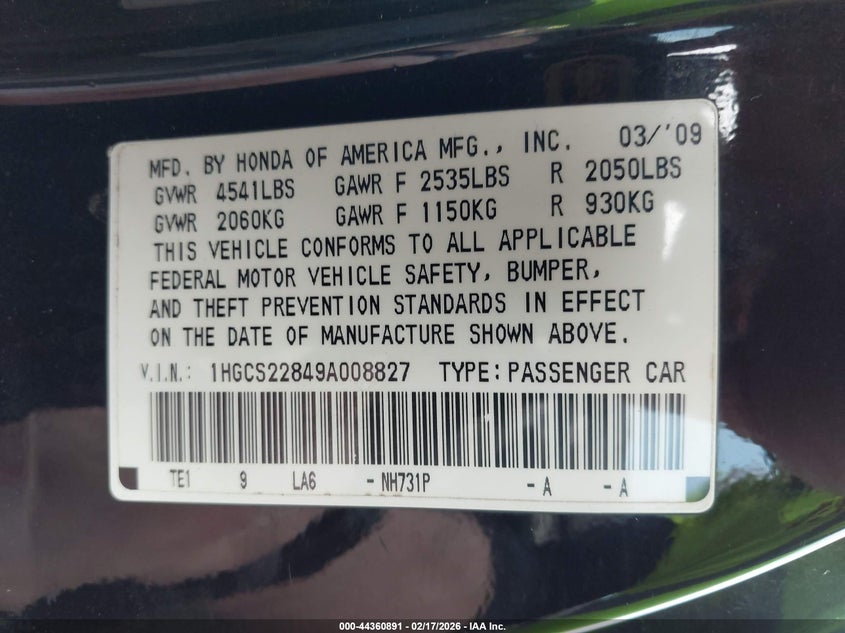 MFD. BY HONDA OF AMERICA MFG., INC. 03/'09
GVWR 4541LBS GAWR F 2535LBS R 2050LBS
GVWR 2060KG GAWR F 1150KG R 930KG
THIS VEHICLE CONFORMS TO ALL APPLICABLE
FEDERAL MOTOR VEHICLE SAFETY, BUMPER,
AND THEFT PREVENTION STANDARDS IN EFFECT
ON THE DATE OF MANUFACTURE SHOWN ABOVE.
V.I.N.: 1HGCS22849A008827 TYPE: PASSENGER CAR
TE1 9 LA6 -NH731P -A -A
000-44360891 - 02/17/2026 - IAA Inc.